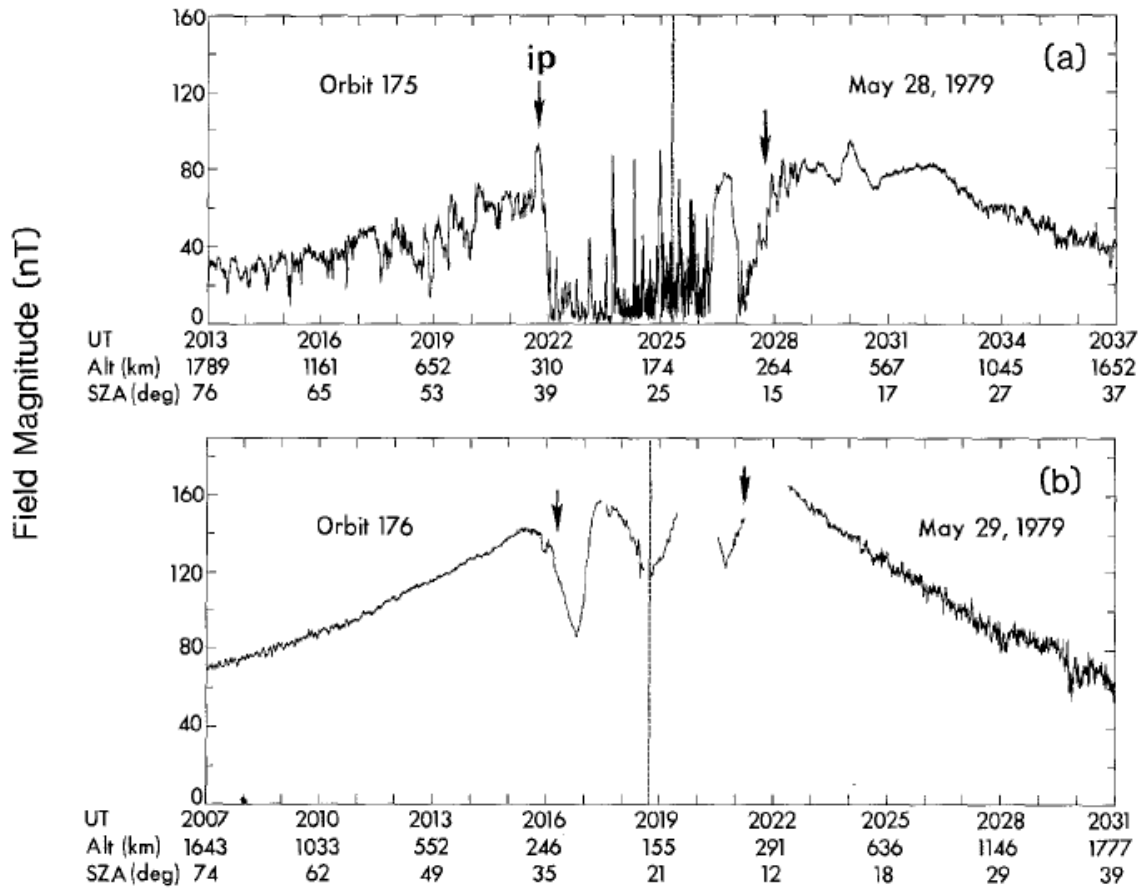 Field Magnitude (nT)
160
120
80
40
0
(a)
ip
Orbit 175
May 28, 1979
UT 2013 2016 2019 2022 2025 2028 2031 2034 2037
Alt (km) 1789 1161 652 310 174 264 567 1045 1652
SZA (deg) 76 65 53 39 25 15 17 27 37
160
120
80
40
0
(b)
Orbit 176
May 29, 1979
UT 2007 2010 2013 2016 2019 2022 2025 2028 2031
Alt (km) 1643 1033 552 246 155 291 636 1146 1777
SZA (deg) 74 62 49 35 21 12 18 29 39